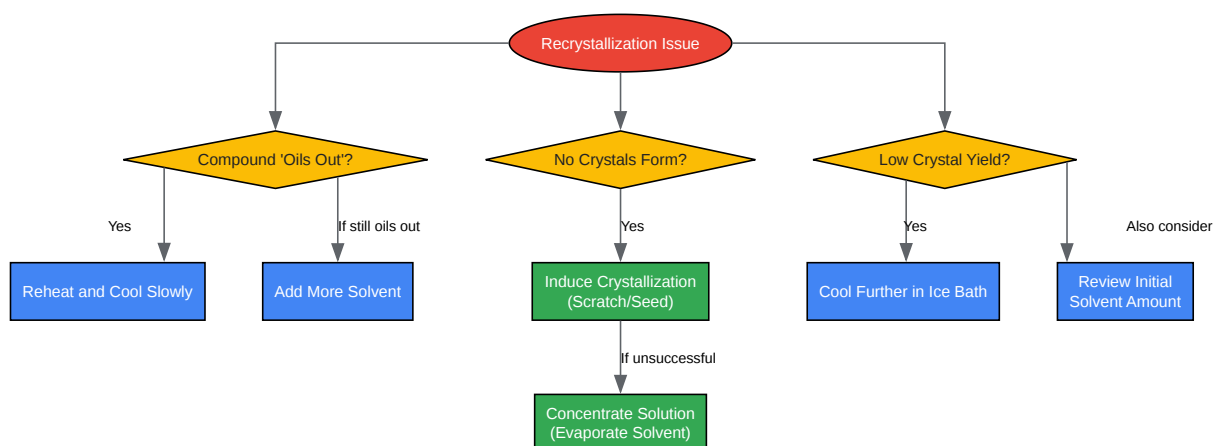 Recrystallization Issue
Compound 'Oils Out'?
No Crystals Form?
Low Crystal Yield?
Yes
If still oils out
Yes
Yes
Also consider
Reheat and Cool Slowly
Add More Solvent
Induce Crystallization
(Scratch/Seed)
Cool Further in Ice Bath
Review Initial
Solvent Amount
If unsuccessful
Concentrate Solution
(Evaporate Solvent)